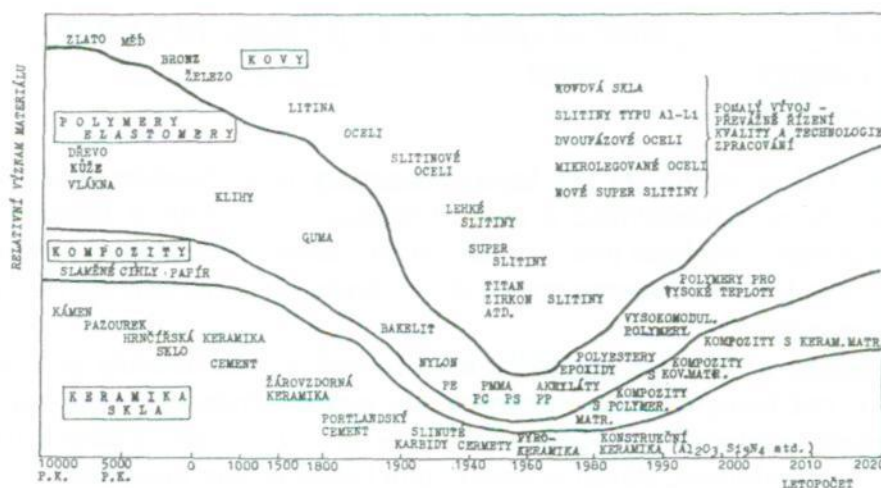 RELATIVNÍ VÝZNAM MATERIÁLU
ZLATO MĚĎ
BRONZ
ŽELEZO
KOVY
LITINA
OCELI
SLITINOVÉ
OCELI
LEHKÉ
SLITINY
SUPER
SLITINY
TITAN
ZIRKON SLITINY
ATD.
KOVOVÁ SKLA
SLITINY TYPU Al-Li
DVOUFÁZOVÉ OCELI
MIKROLEGOVANÉ OCELI
NOVÉ SUPER SLITINY
POMALÝ VÝVOJ -
PŘEVÁŽNĚ ŘÍZENÍ
KVALITY A TECHNOLOGIE
ZPRACOVÁNÍ
POLYMERY
ELASTOMERY
DŘEVO
KŮŽE
VLÁKNA
KLIHY
GUMA
BAKELIT
NYLON
PE PMMA AKRYLÁTY
PC PS PP
POLYESTERY
EPOXIDY
VYSOKOMODUL.
POLYMERY
POLYMERY PRO
VYSOKÉ TEPLOTY
KOMPOZITY
SLAMĚNÉ CIHLY PAPÍR
KOMPOZITY
S POLYMER.
MATR.
KOMPOZITY
S KOV.MATR.
KOMPOZITY S KERAM.MATR.
KÁMEN
PAZOUREK
HRNČÍŘSKÁ KERAMIKA
SKLO
CEMENT
ŽÁROVZDORNÁ
KERAMIKA
KERAMIKA
SKLA
PORTLANDSKÝ
CEMENT
SLINUTÉ
KARBIDY CERMETY
PYRO-
KERAMIKA
KONSTRUKČNÍ
KERAMIKA (Al2O3 Si3N4 atd.)
10000 5000 0 1000 1500 1800 1900 1940 1960 1980 1990 2000 2010 2020
P.K. P.K.
LETOPOČET